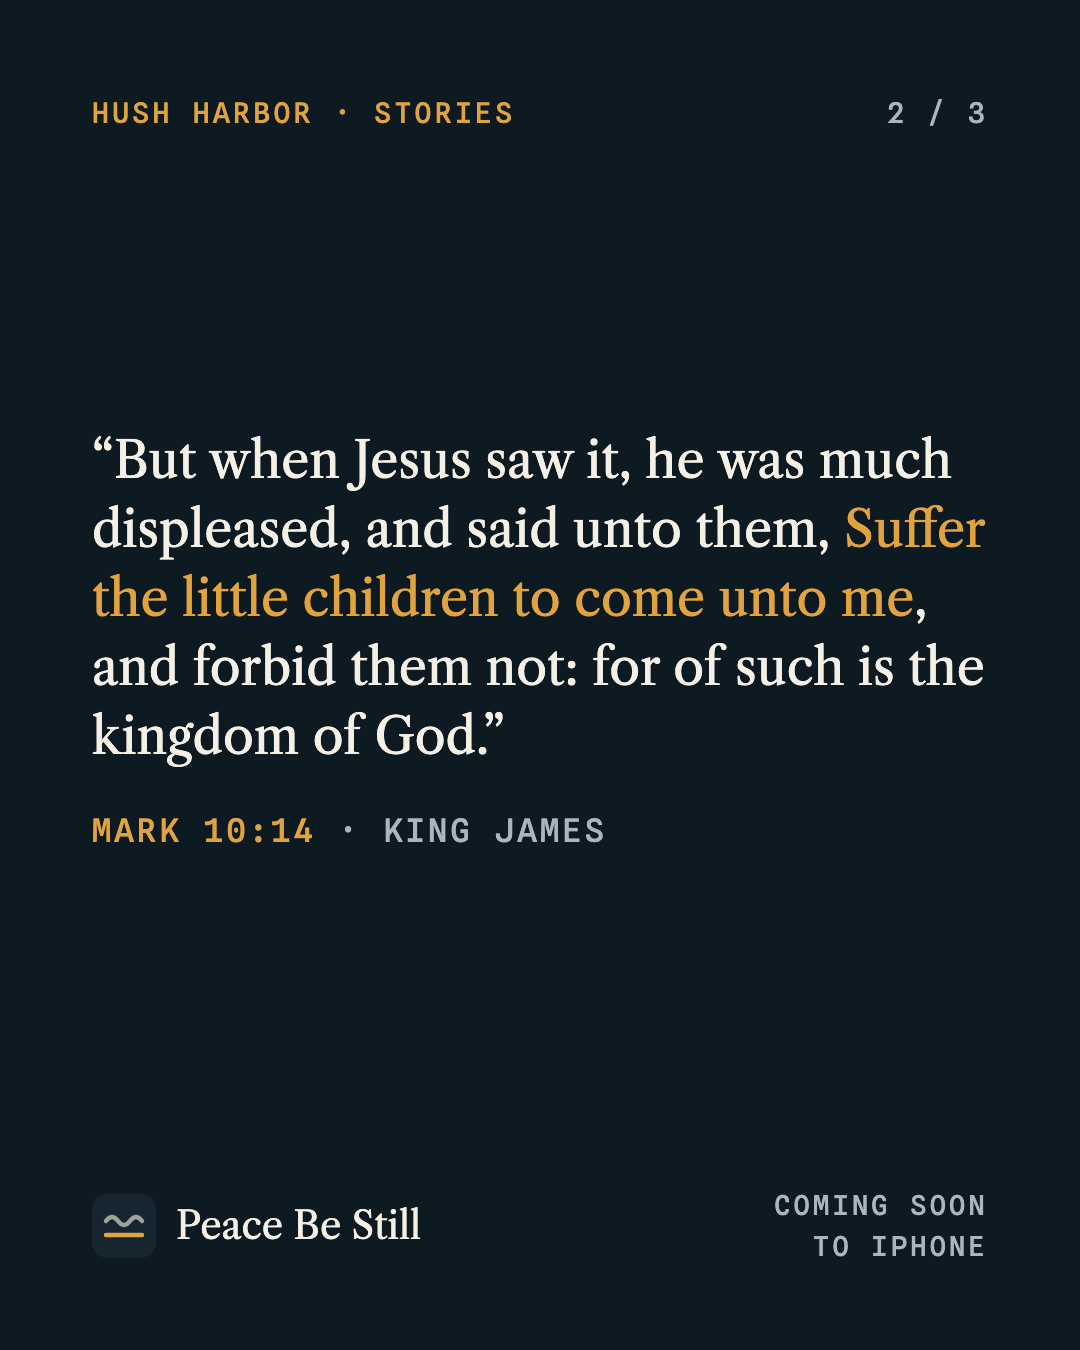 HUSH HARBOR · STORIES
2 / 3
“But when Jesus saw it, he was much
displeased, and said unto them, Suffer
the little children to come unto me,
and forbid them not: for of such is the
kingdom of God.”
MARK 10:14 · KING JAMES
Peace Be Still
COMING SOON
TO IPHONE